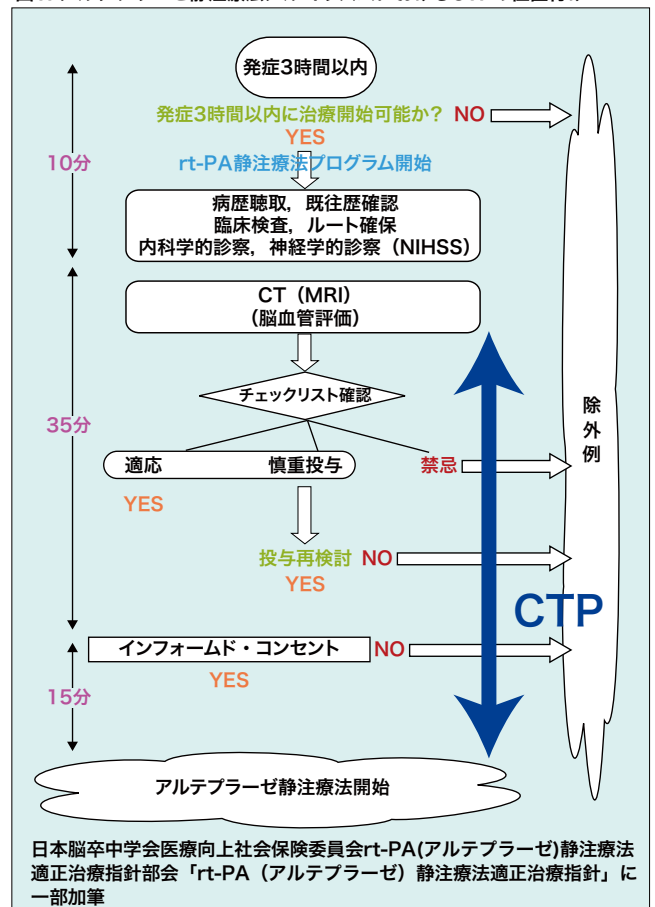 発症3時間以内
発症3時間以内に治療開始可能か? NO
YES
10分
rt-PA静注療法プログラム開始
病歴聴取,既往歴確認
臨床検査,ルート確保
内科学的診察,神経学的診察(NIHSS)
CT(MRI)
(脳血管評価)
チェックリスト確認
除外例
35分
適応 慎重投与 禁忌
YES
投与再検討 NO
YES
CTP
インフォームド・コンセント NO
YES
15分
アルテプラーゼ静注療法開始
日本脳卒中学会医療向上社会保険委員会rt-PA(アルテプラーゼ)静注療法
適正治療指針部会「rt-PA(アルテプラーゼ)静注療法適正治療指針」に
一部加筆